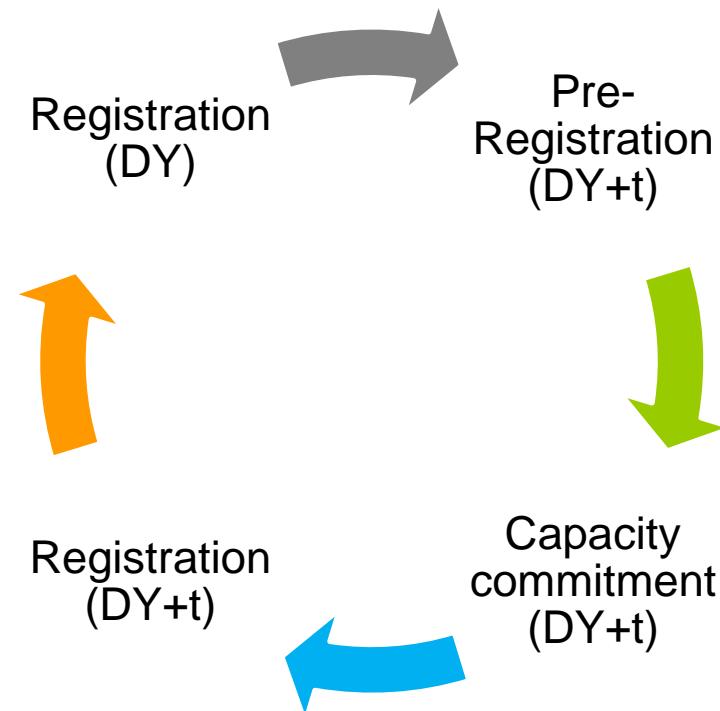 Registration
(DY)
Pre-
Registration
(DY+t)
Capacity
commitment
(DY+t)
Registration
(DY+t)